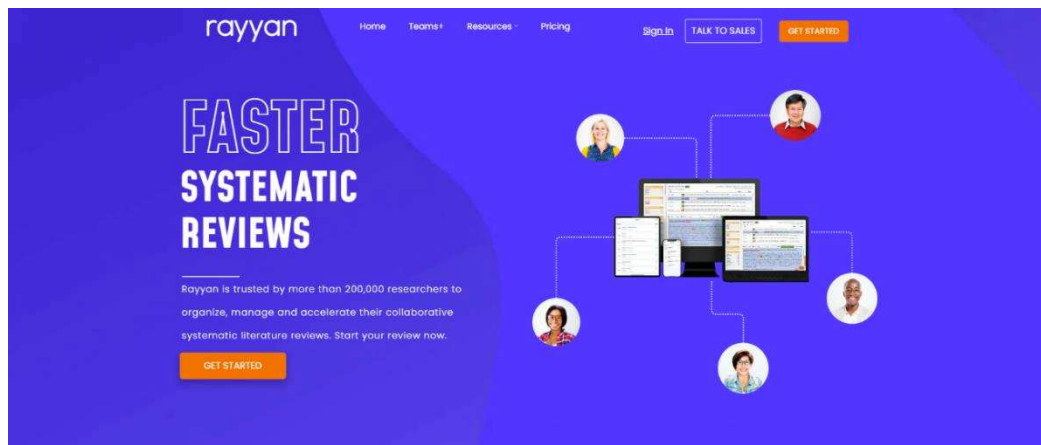 rayyan
Home Teams+ Resources Pricing
Sign In TALK TO SALES GET STARTED
FASTER
SYSTEMATIC
REVIEWS
Rayyan is trusted by more than 200,000 researchers to
organize, manage and accelerate their collaborative
systematic literature reviews. Start your review now.
GET STARTED